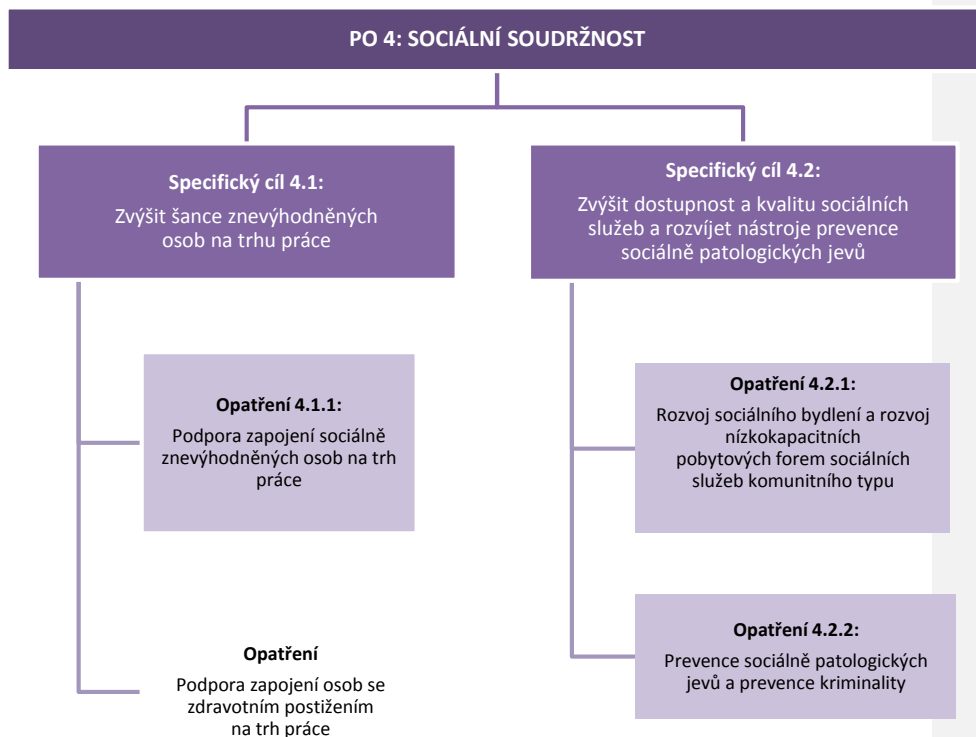 PO 4: SOCIÁLNÍ SOUDRŽNOST
Specifický cíl 4.1:
Zvýšit šance znevýhodněných
osob na trhu práce
Opatření 4.1.1:
Podpora zapojení sociálně
znevýhodněných osob na trh
práce
Opatření
Podpora zapojení osob se
zdravotním postižením
na trh práce
Specifický cíl 4.2:
Zvýšit dostupnost a kvalitu sociálních
služeb a rozvíjet nástroje prevence
sociálně patologických jevů
Opatření 4.2.1:
Rozvoj sociálního bydlení a rozvoj
nízkokapacitních
pobytových forem sociálních
služeb komunitního typu
Opatření 4.2.2:
Prevence sociálně patologických
jevů a prevence kriminality